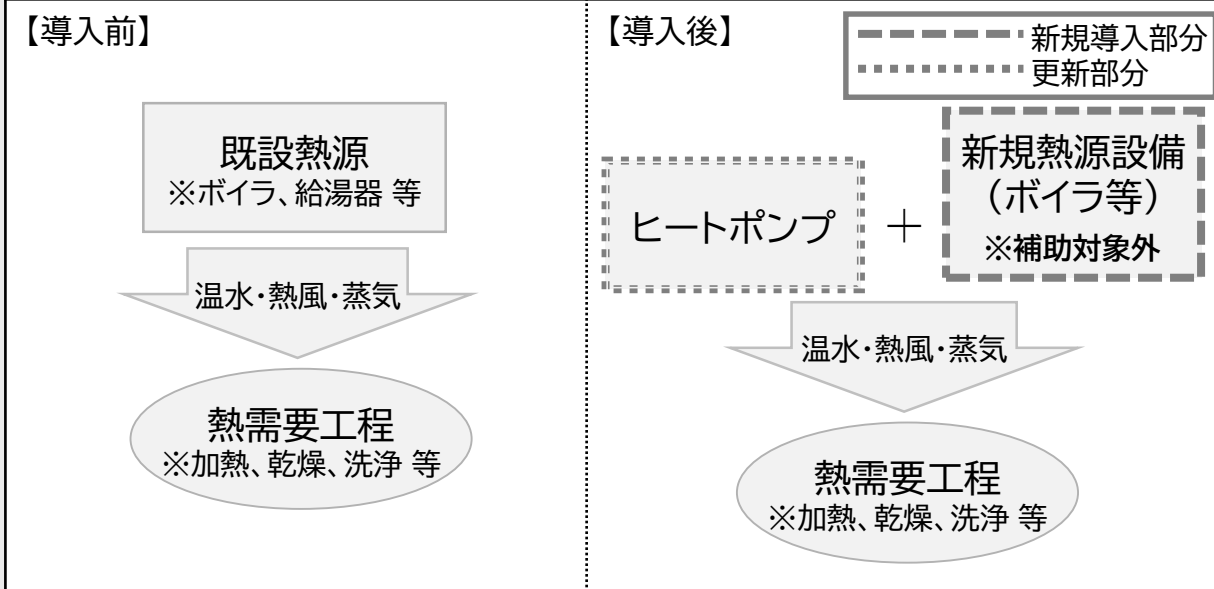 【導入前】
既設熱源
※ボイラ、給湯器 等
温水・熱風・蒸気
熱需要工程
※加熱、乾燥、洗浄 等
【導入後】
新規導入部分
更新部分
ヒートポンプ
＋
新規熱源設備
（ボイラ等）
※補助対象外
温水・熱風・蒸気
熱需要工程
※加熱、乾燥、洗浄 等